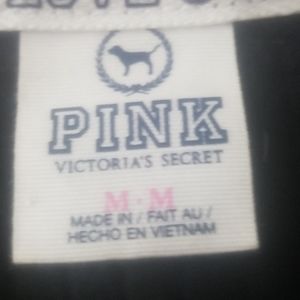 PINK
VICTORIA'S SECRET
M • M
MADE IN / FAIT AU /
HECHO EN VIETNAM